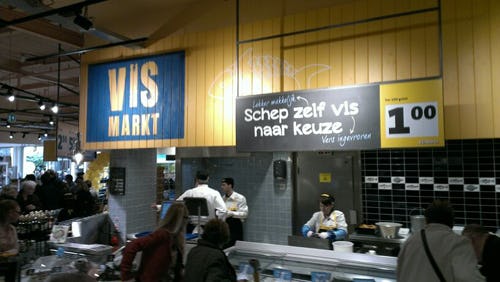 VIS
MARKT
Lekker makkelijk
Schep zelf vis
naar keuze
Vers ingevroren
Per 100 gram
1 00